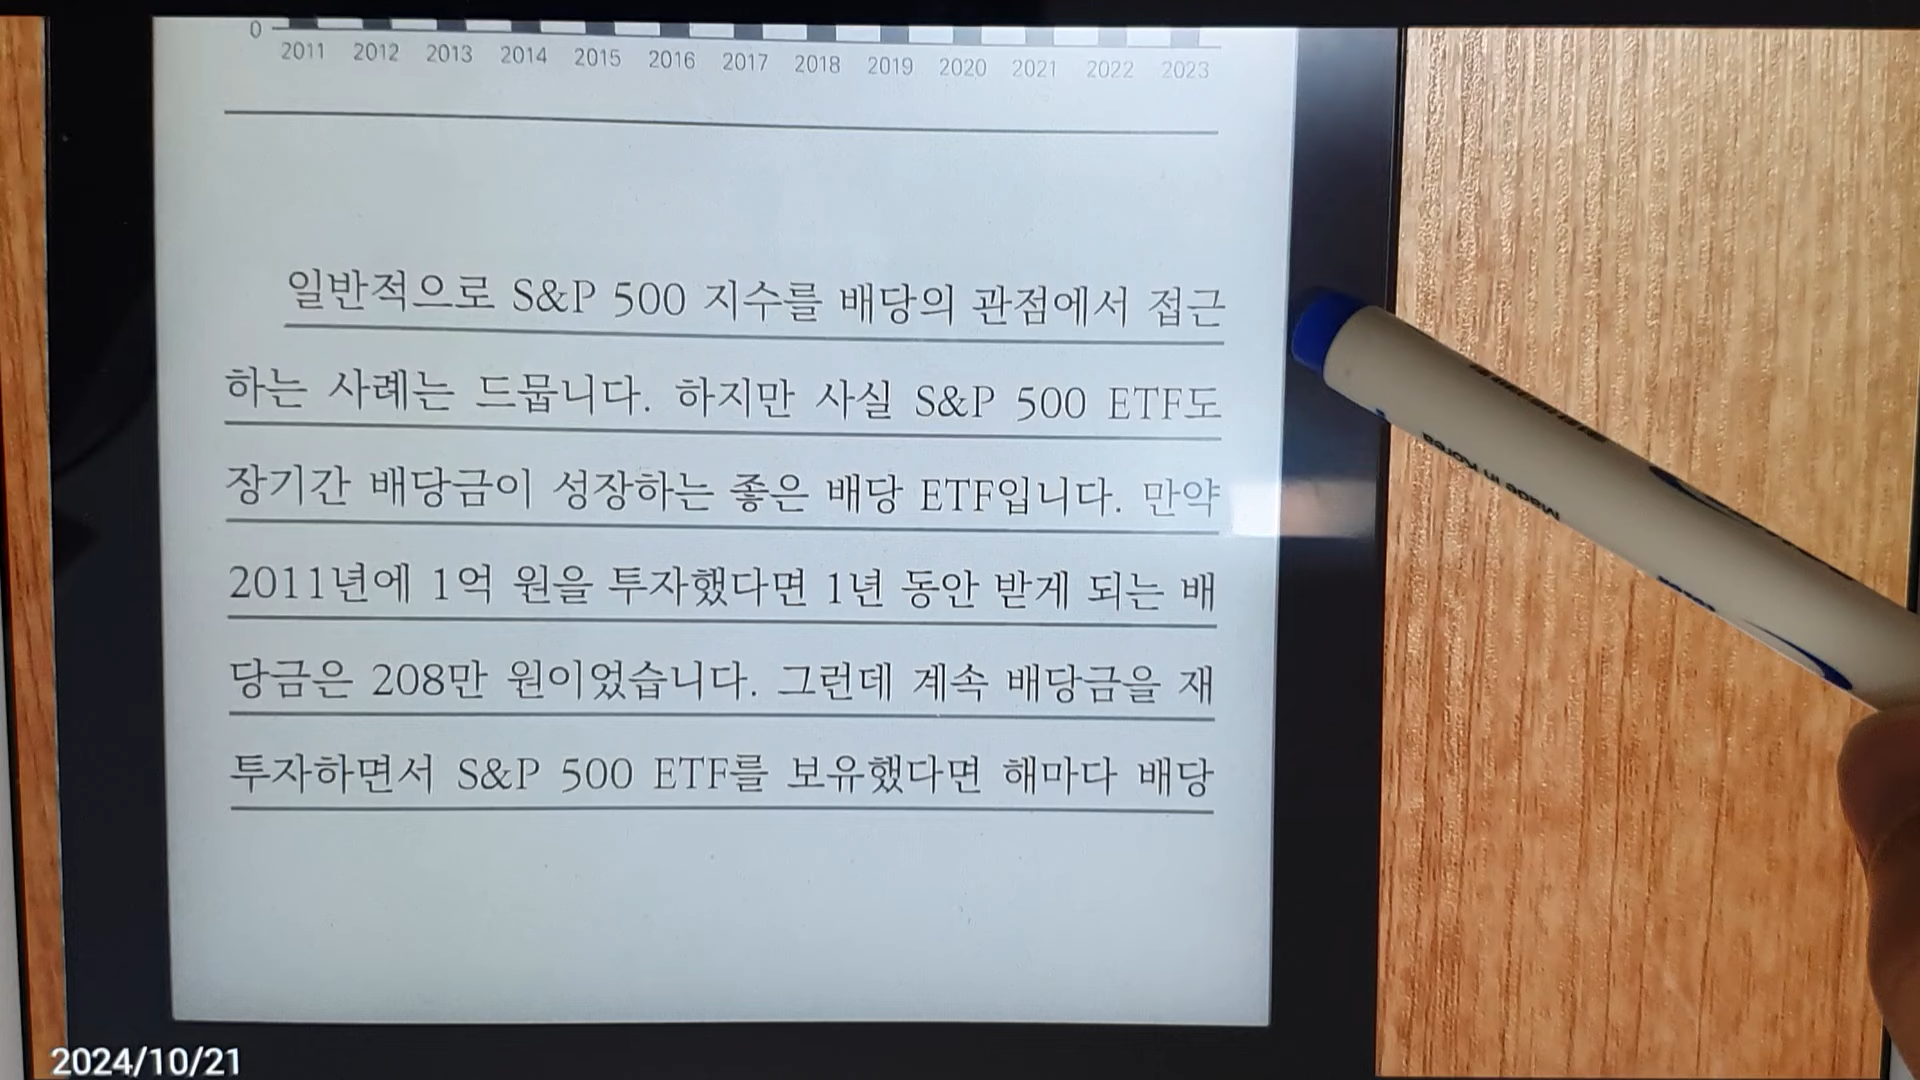 0
2011 2012 2013 2014 2015 2016 2017 2018 2019 2020 2021 2022 2023
일반적으로 S&P 500 지수를 배당의 관점에서 접근
하는 사례는 드뭅니다. 하지만 사실 S&P 500 ETF도
장기간 배당금이 성장하는 좋은 배당 ETF입니다. 만약
2011년에 1억 원을 투자했다면 1년 동안 받게 되는 배
당금은 208만 원이었습니다. 그런데 계속 배당금을 재
투자하면서 S&P 500 ETF를 보유했다면 해마다 배당
Made in Korea
2024/10/21